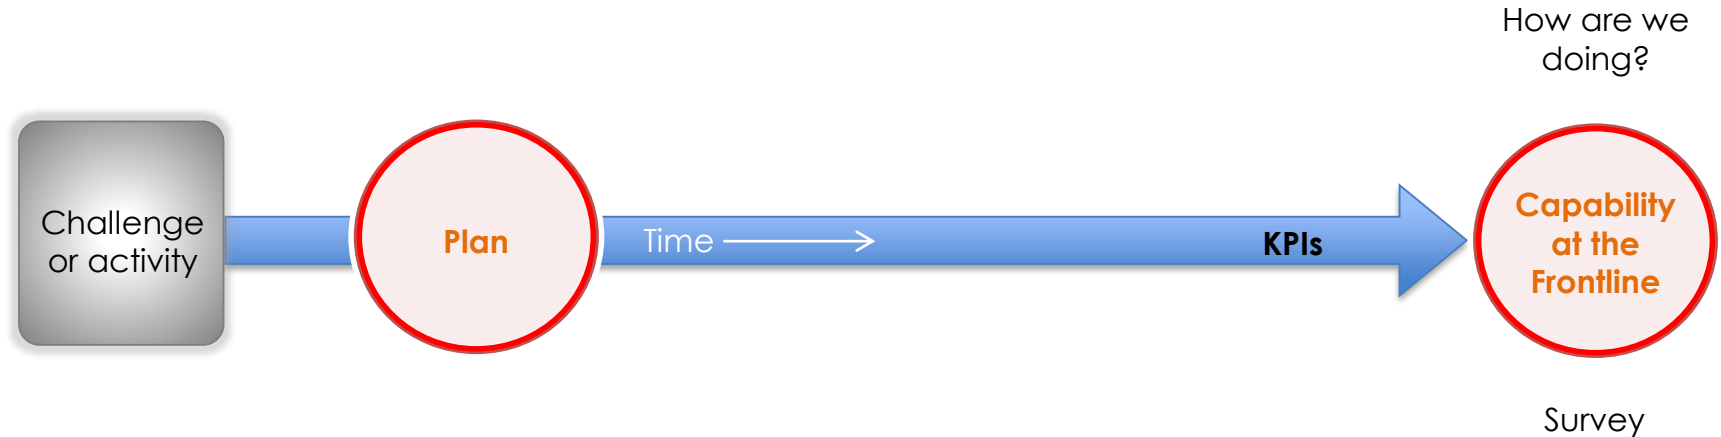 How are we
doing?
Challenge
or activity
Plan
Time
KPIs
Capability
at the
Frontline
Survey